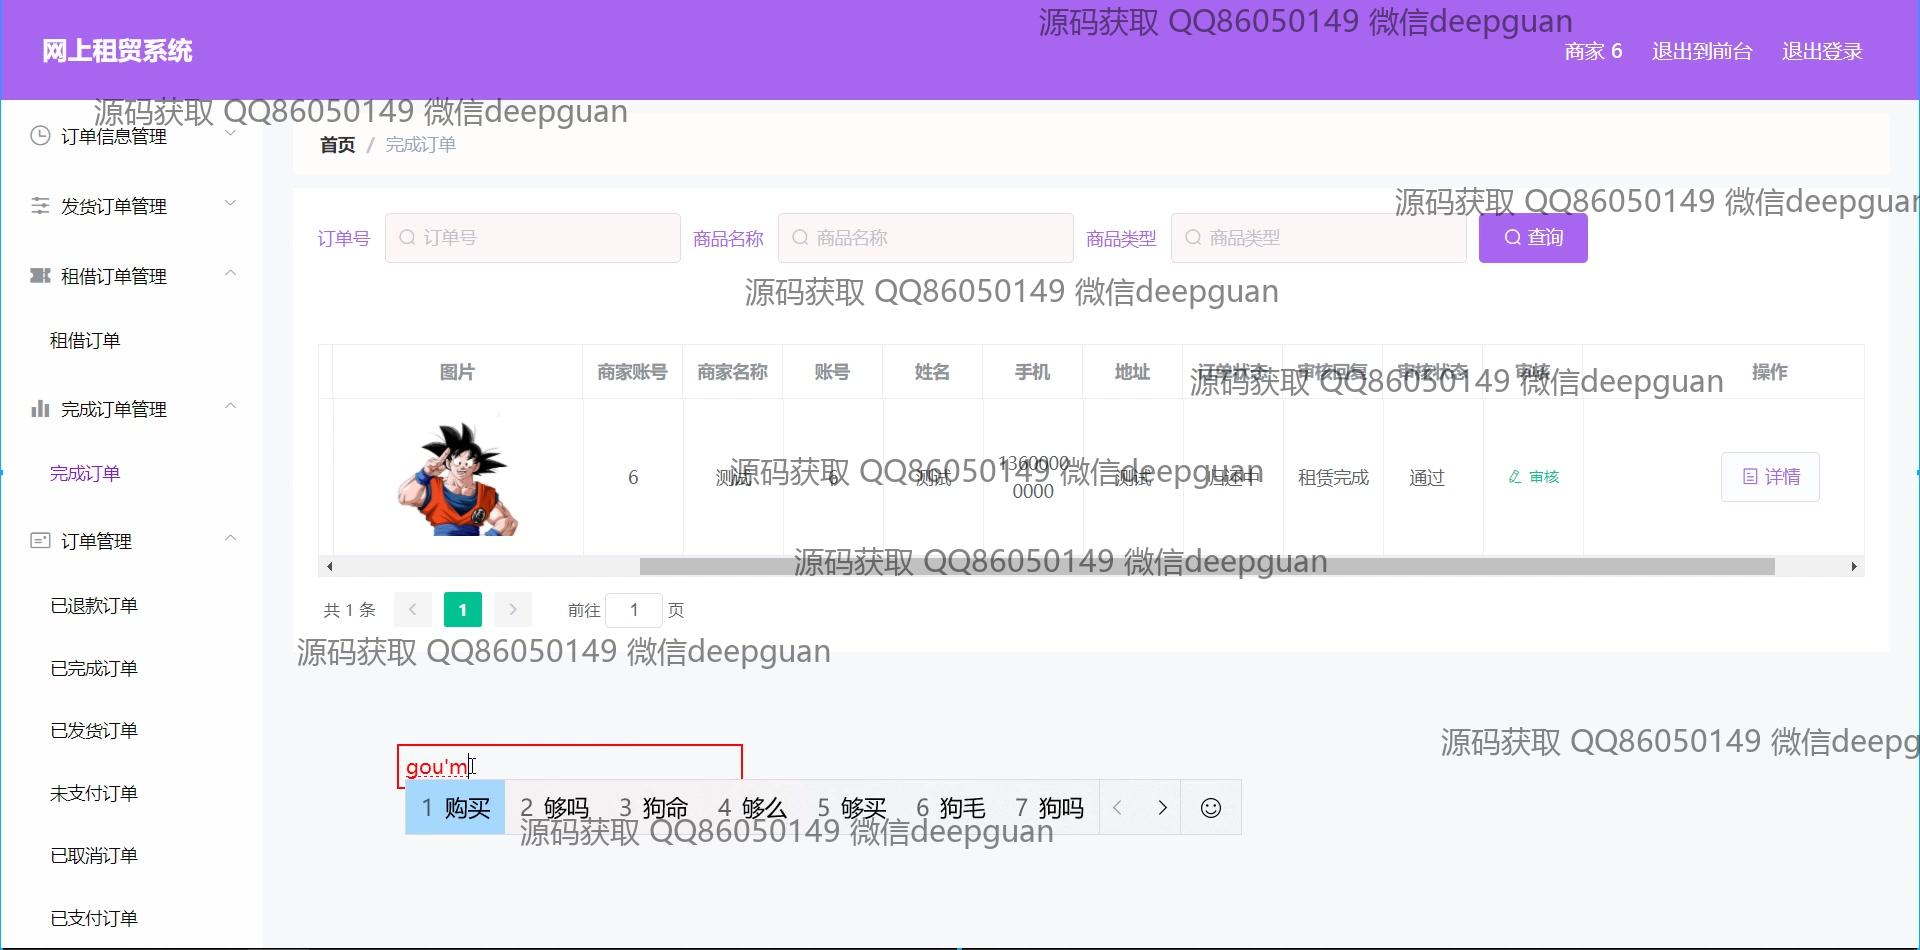 源码获取 QQ86050149 微信deepguan
网上租贸系统
商家 6 退出到前台 退出登录
源码获取 QQ86050149 微信deepguan
订单信息管理
首页 / 完成订单
发货订单管理
源码获取 QQ86050149 微信deepguan
订单号 订单号 商品名称 商品名称 商品类型 商品类型 查询
租借订单管理
源码获取 QQ86050149 微信deepguan
租借订单
图片 商家账号 商家名称 账号 姓名 手机 地址 订单状态 审核回复 审核状态 审核 操作
源码获取 QQ86050149 微信deepguan
完成订单管理
完成订单
6 测试 6 测试 13600000000 测试 归还中 租赁完成 通过 审核 详情
源码获取 QQ86050149 微信deepguan
订单管理
源码获取 QQ86050149 微信deepguan
已退款订单
共 1 条 1 前往 1 页
源码获取 QQ86050149 微信deepguan
已完成订单
已发货订单
源码获取 QQ86050149 微信deepg
gou'm
未支付订单
1 购买 2 够吗 3 狗命 4 够么 5 够买 6 狗毛 7 狗吗
源码获取 QQ86050149 微信deepguan
已取消订单
已支付订单